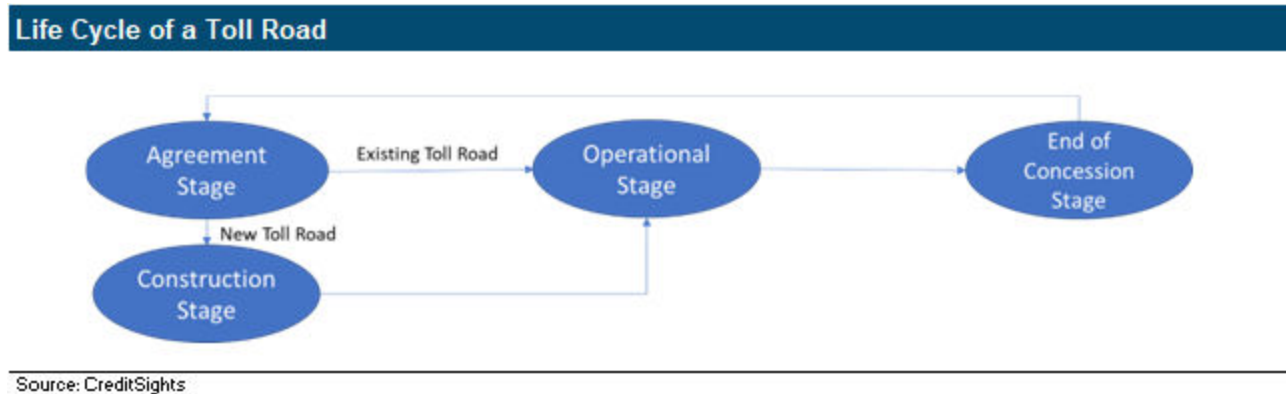 Life Cycle of a Toll Road
Agreement
Stage
Existing Toll Road
Operational
Stage
End of
Concession
Stage
New Toll Road
Construction
Stage
Source: CreditSights